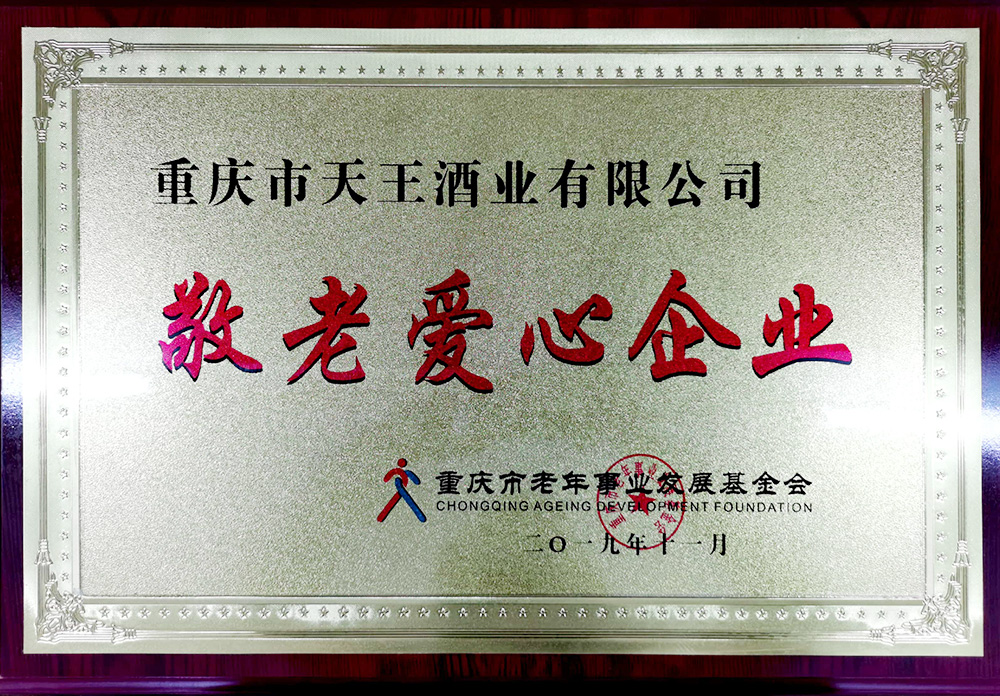 重庆市天王酒业有限公司
敬老爱心企业
重庆市老年事业发展基金会
CHONGQING AGEING DEVELOPMENT FOUNDATION
二〇一九年十一月